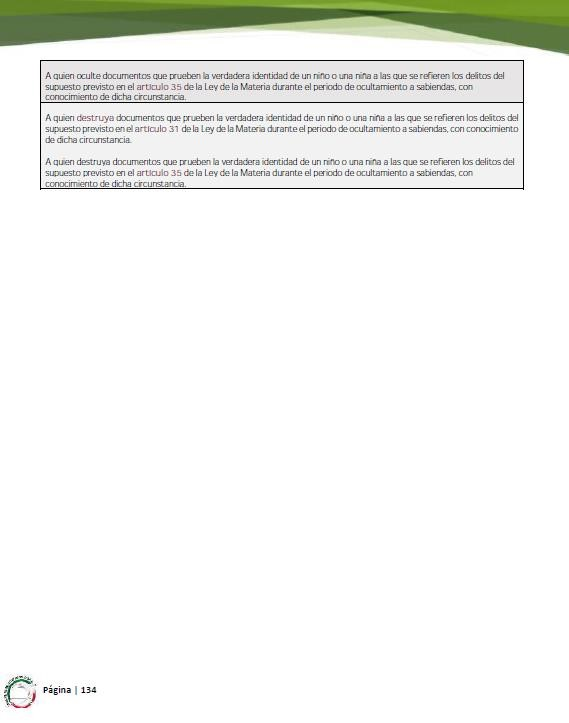 A quien oculte documentos que prueben la verdadera identidad de un niño o una niña a las que se refieren los delitos del
supuesto previsto en el artículo 35 de la Ley de la Materia durante el periodo de ocultamiento a sabiendas, con
conocimiento de dicha circunstancia.
A quien destruya documentos que prueben la verdadera identidad de un niño o una niña a las que se refieren los delitos del
supuesto previsto en el artículo 31 de la Ley de la Materia durante el periodo de ocultamiento a sabiendas, con conocimiento
de dicha circunstancia.
A quien destruya documentos que prueben la verdadera identidad de un niño o una niña a las que se refieren los delitos del
supuesto previsto en el artículo 35 de la Ley de la Materia durante el periodo de ocultamiento a sabiendas, con
conocimiento de dicha circunstancia.
Página | 134